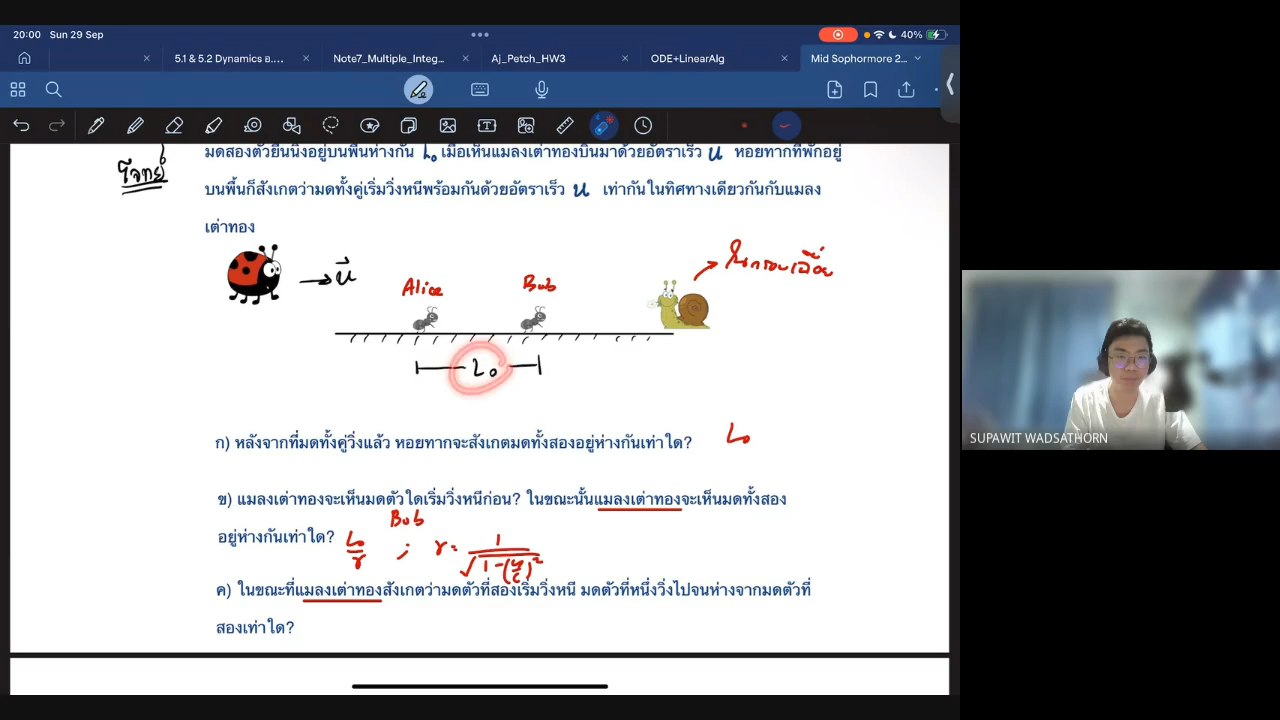 20:00 Sun 29 Sep
40%
5.1 & 5.2 Dynamics a.... × Note7_Multiple_Integ... × Aj_Petch_HW3 × ODE+LinearAlg × Mid Sophormore 2...
โจทย์
มดสองตัวยืนนิ่งอยู่บนพื้นห่างกัน L₀ เมื่อเห็นแมลงเต่าทองบินมาด้วยอัตราเร็ว u หอยทากที่พักอยู่
บนพื้นก็สังเกตว่ามดทั้งคู่เริ่มวิ่งหนีพร้อมกันด้วยอัตราเร็ว u เท่ากันในทิศทางเดียวกันกับแมลง
เต่าทอง
ในกรอบเฉื่อย
u
Alice
Bob
L₀
ก) หลังจากที่มดทั้งคู่วิ่งแล้ว หอยทากจะสังเกตมดทั้งสองอยู่ห่างกันเท่าใด? L₀
ข) แมลงเต่าทองจะเห็นมดตัวใดเริ่มวิ่งหนีก่อน? ในขณะนั้นแมลงเต่าทองจะเห็นมดทั้งสอง
Bob
อยู่ห่างกันเท่าใด? L₀/γ ; γ = 1/√(1-(u/c)²)
ค) ในขณะที่แมลงเต่าทองสังเกตว่ามดตัวที่สองเริ่มวิ่งหนี มดตัวที่หนึ่งวิ่งไปจนห่างจากมดตัวที่
สองเท่าใด?
SUPAWIT WADSATHORN